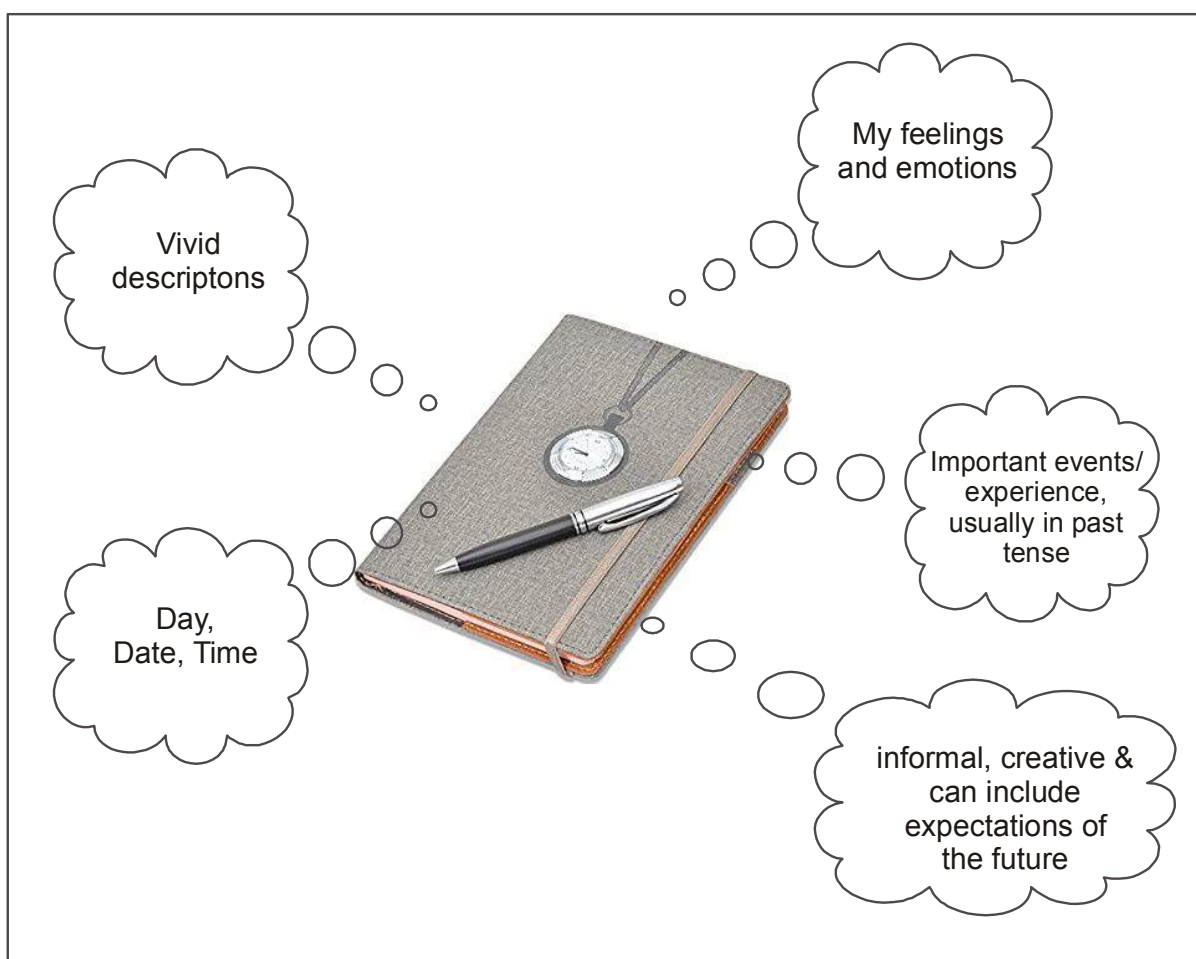 My feelings
and emotions
Vivid
descriptons
Important events/
experience,
usually in past
tense
Day,
Date, Time
informal, creative &
can include
expectations of
the future